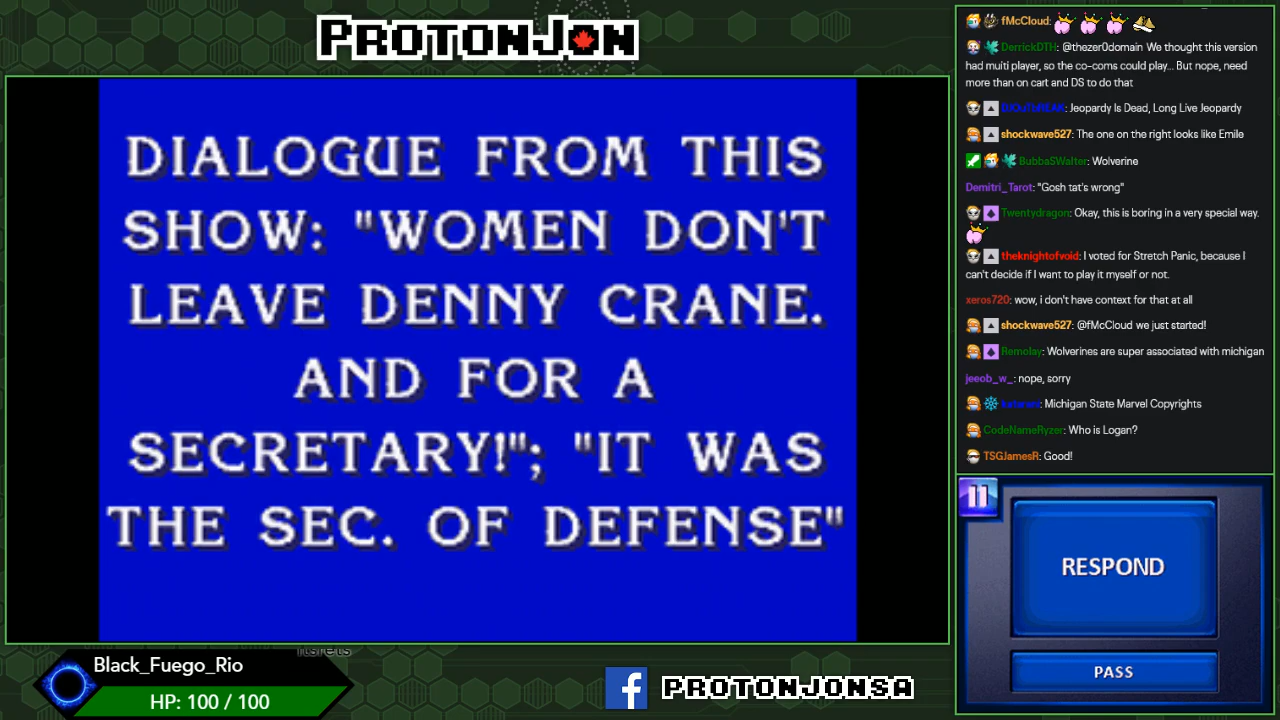 PROTONJON
DIALOGUE FROM THIS
SHOW: "WOMEN DON'T
LEAVE DENNY CRANE.
AND FOR A
SECRETARY!"; "IT WAS
THE SEC. OF DEFENSE"
fMcCloud:
DerrickDTH: @thezer0domain We bought this version
had multi player, so the co-coms could play... But nope, need
more than on cart and DS to do that
Jeopardy Is Dead, Long Live Jeopardy
shockwave527: The one on the right looks like Emile
BubbaSWalter: Wolverine
Demitri_Tarot: "Gosh tat's wrong"
Twentydragon: Okay, this is boring in a very special way.
theknightofvoid: I voted for Stretch Panic, because I
can't decide if I want to play it myself or not.
xeros720: wow, i don't have context for that at all
shockwave527: @fMcCloud we just started!
Remolay: Wolverines are super associated with michigan
jeeob_w_: nope, sorry
Michigan State Marvel Copyrights
CodeNameRyzer: Who is Logan?
TSGJamesR: Good!
RESPOND
PASS
Black_Fuego_Rio
HP: 100 / 100
PROTONJONSA